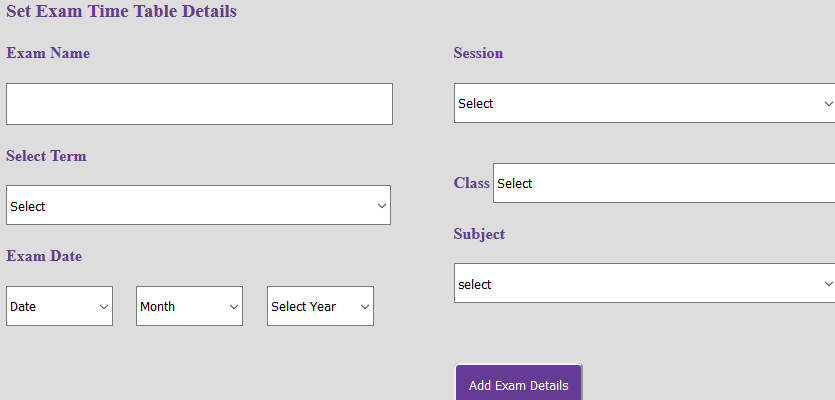 Set Exam Time Table Details
Exam Name
Session
Select
Select Term
Select
Class Select
Exam Date
Subject
Date
Month
Select Year
select
Add Exam Details